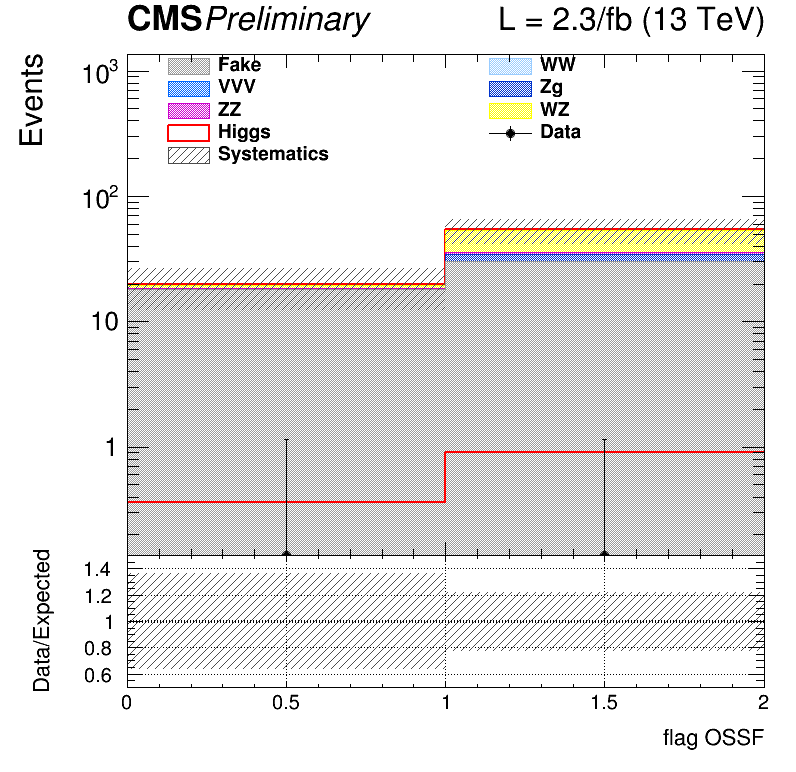 CMS Preliminary L = 2.3/fb (13 TeV)
Events
10³
10²
10
1
Fake WW
VVV Zg
ZZ WZ
Higgs Data
Systematics
Data/Expected
1.4
1.2
1
0.8
0.6
0 0.5 1 1.5 2
flag OSSF